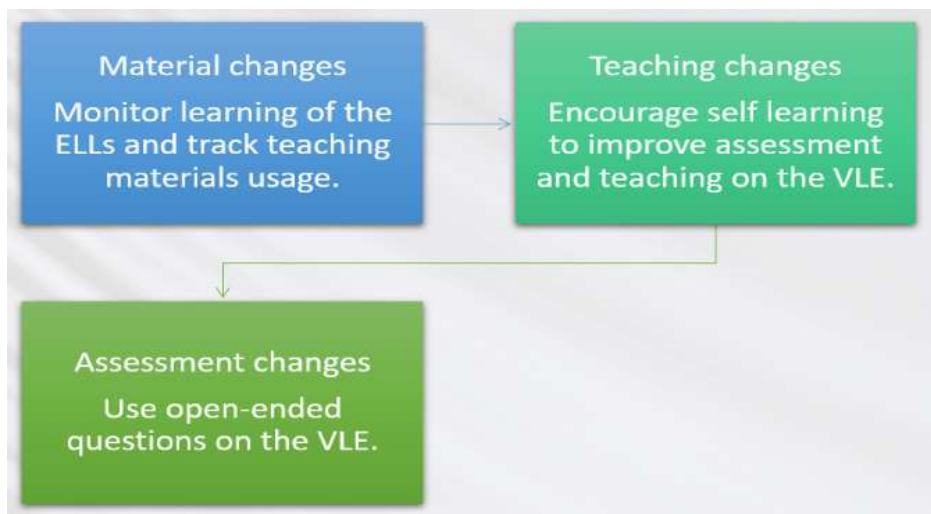 Material changes
Monitor learning of the
ELLs and track teaching
materials usage.
Teaching changes
Encourage self learning
to improve assessment
and teaching on the VLE.
Assessment changes
Use open-ended
questions on the VLE.